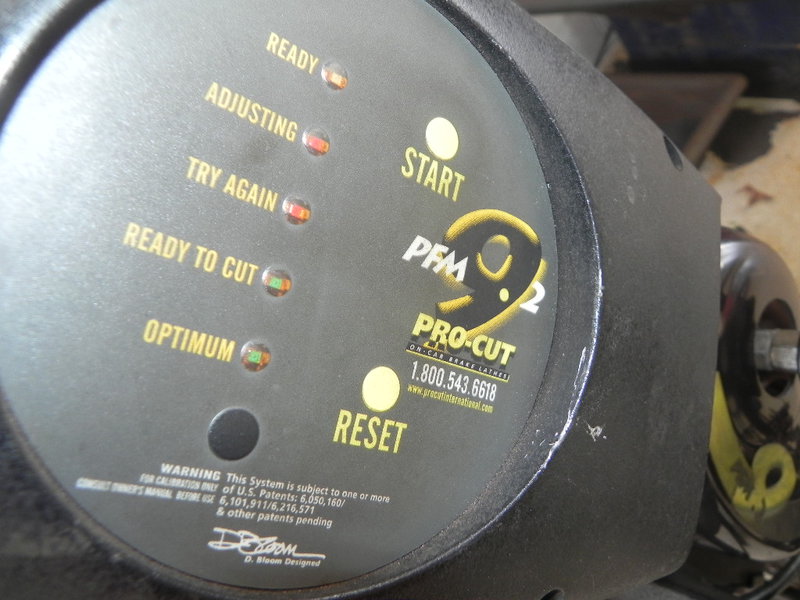 READY
ADJUSTING
TRY AGAIN
READY TO CUT
OPTIMUM
START
PFM 9.2
PRO-CUT
ON-CAR BRAKE LATHES
1.800.543.6618
www.procutinternational.com
RESET
WARNING
FOR CALIBRATION ONLY
CONSULT OWNER'S MANUAL BEFORE USE
This System is subject to one or more
of U.S. Patents: 6,050,160/
6,101,911/6,216,571
& other patents pending
D Bloom
D. Bloom Designed
9